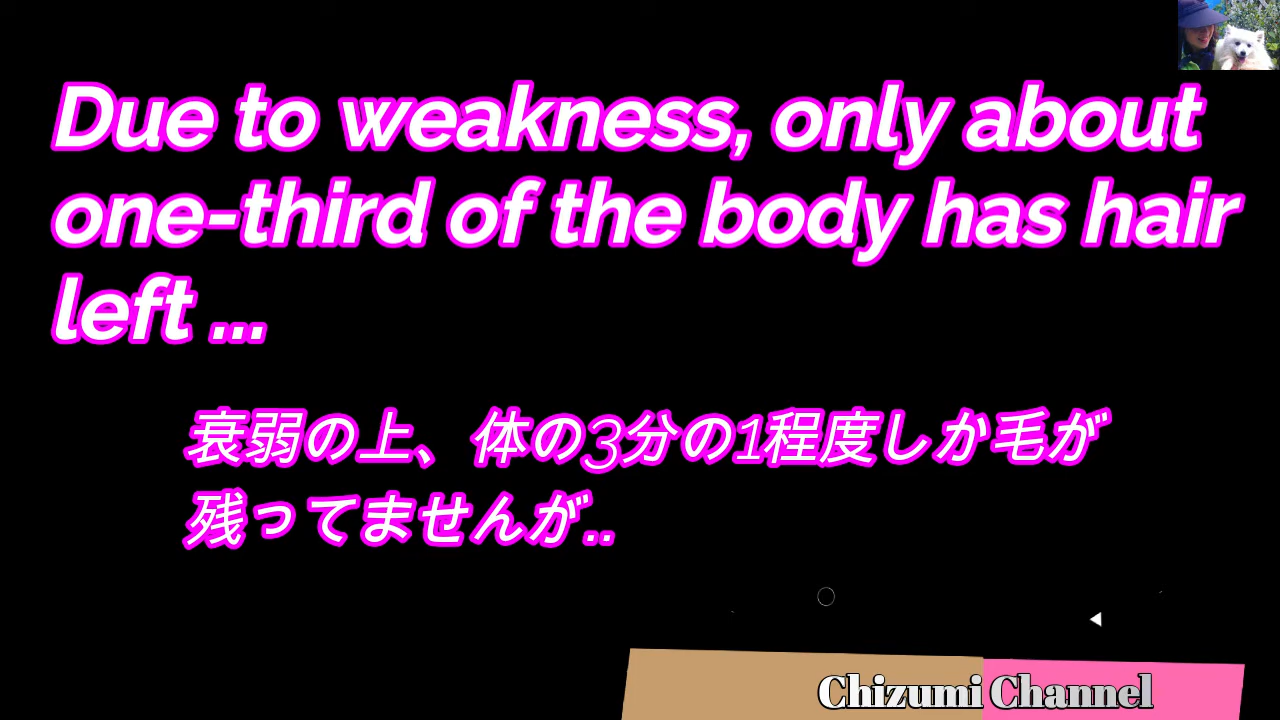 Due to weakness, only about
one-third of the body has hair
left ...
衰弱の上、体の3分の1程度しか毛が
残ってませんが..
Chizumi Channel